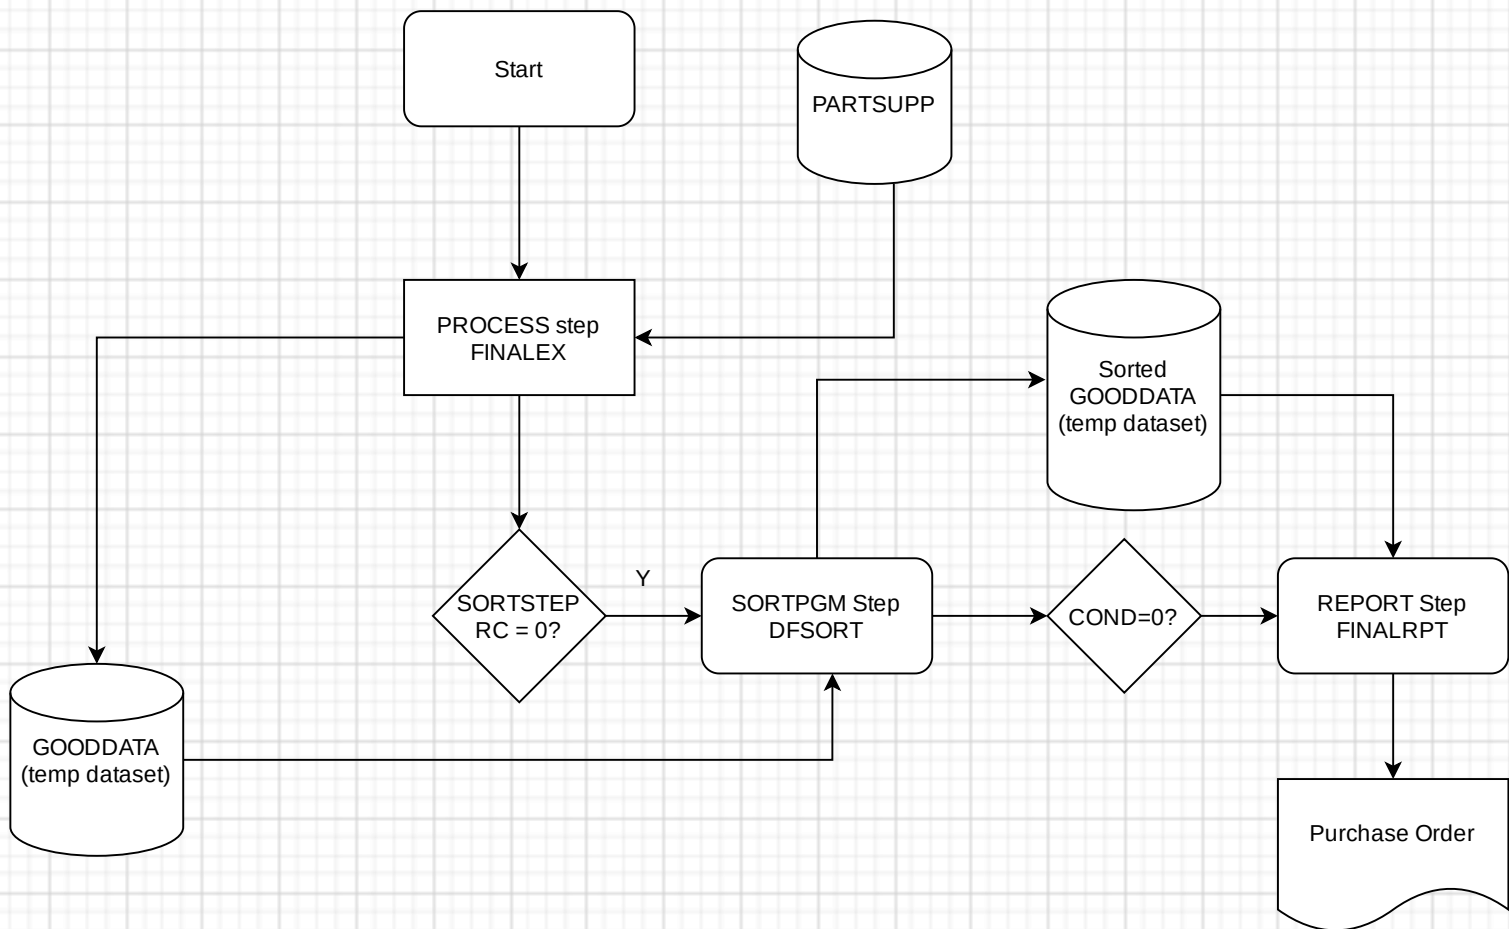 Start
PARTSUPP
PROCESS step
FINALEX
Sorted
GOODDATA
(temp dataset)
Y
SORTSTEP
RC = 0?
SORTPGM Step
DFSORT
COND=0?
REPORT Step
FINALRPT
GOODDATA
(temp dataset)
Purchase Order